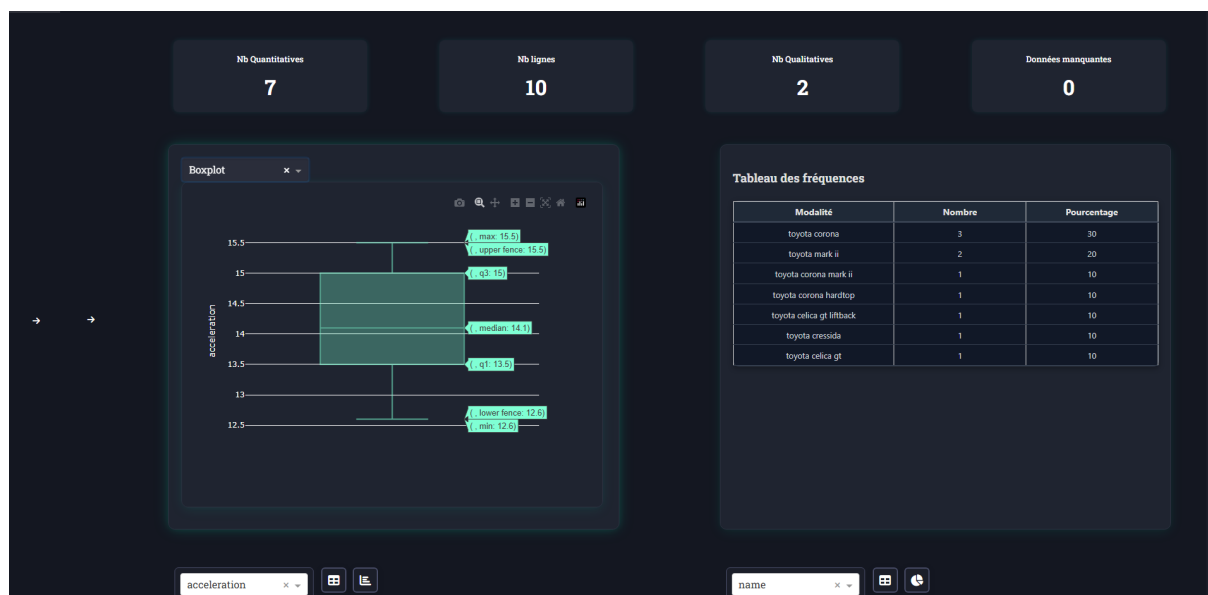 Nb Quantitatives
7
Nb lignes
10
Nb Qualitatives
2
Données manquantes
0
Boxplot × 
acceleration
15.5
15
14.5
14
13.5
13
12.5
( , max: 15.5)
( , upper fence: 15.5)
( , q3: 15)
( , median: 14.1)
( , q1: 13.5)
( , lower fence: 12.6)
( , min: 12.6)
acceleration ×
Tableau des fréquences
Modalité Nombre Pourcentage
toyota corona 3 30
toyota mark ii 2 20
toyota corona mark ii 1 10
toyota corona hardtop 1 10
toyota celica gt liftback 1 10
toyota cressida 1 10
toyota celica gt 1 10
name ×